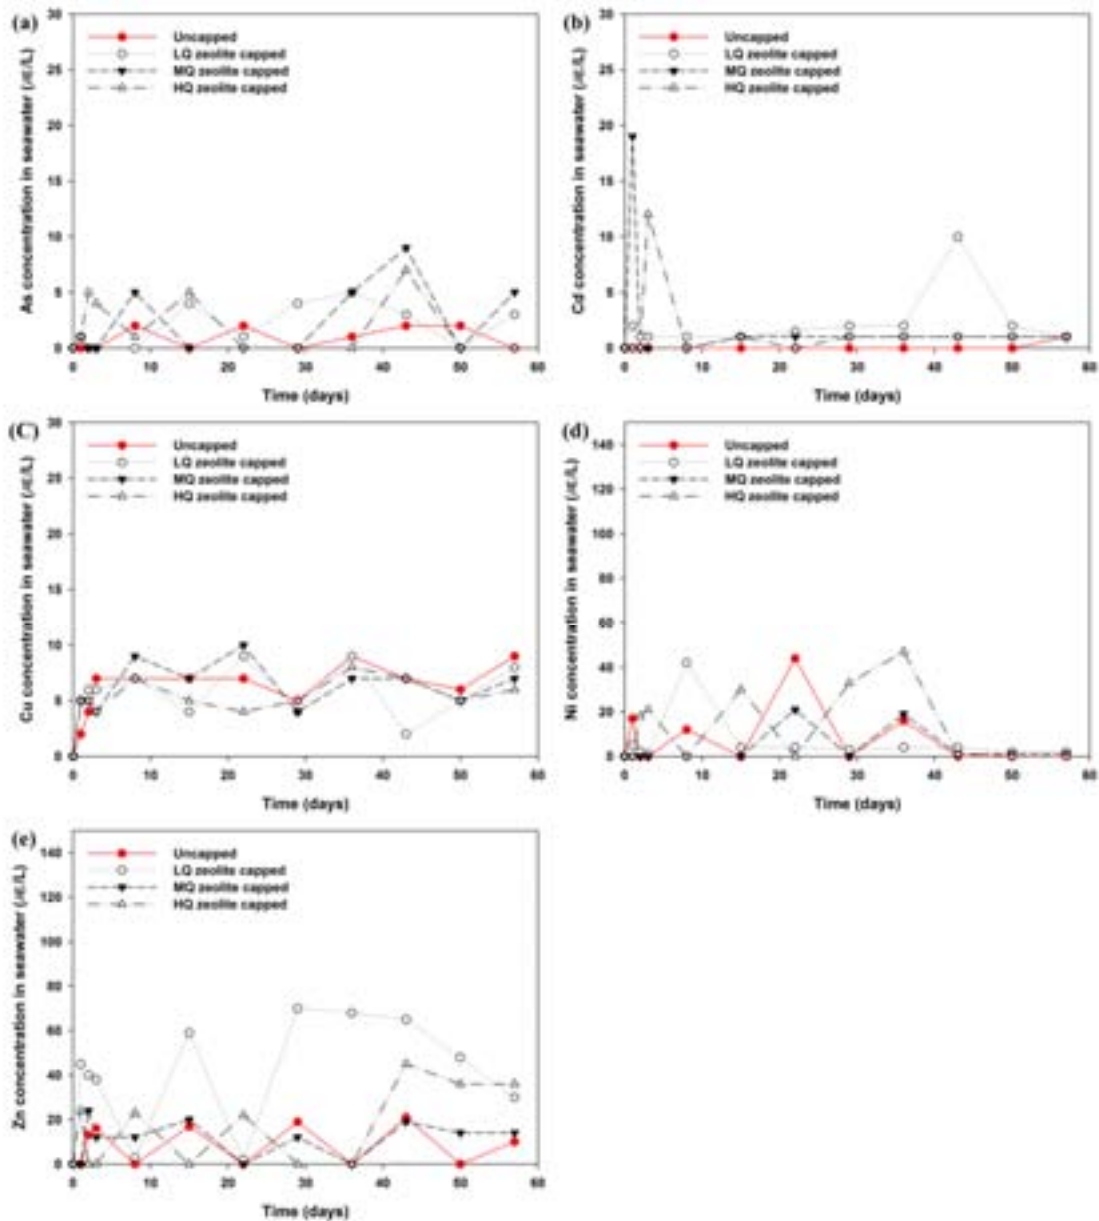 (a)
As concentration in seawater (㎍/L)
30
25
20
15
10
5
0
Uncapped
LQ zeolite capped
MQ zeolite capped
HQ zeolite capped
0 10 20 30 40 50 60
Time (days)
(b)
Cd concentration in seawater (㎍/L)
30
25
20
15
10
5
0
Uncapped
LQ zeolite capped
MQ zeolite capped
HQ zeolite capped
0 10 20 30 40 50 60
Time (days)
(C)
Cu concentration in seawater (㎍/L)
30
25
20
15
10
5
0
Uncapped
LQ zeolite capped
MQ zeolite capped
HQ zeolite capped
0 10 20 30 40 50 60
Time (days)
(d)
Ni concentration in seawater (㎍/L)
140
120
100
80
60
40
20
0
Uncapped
LQ zeolite capped
MQ zeolite capped
HQ zeolite capped
0 10 20 30 40 50 60
Time (days)
(e)
Zn concentration in seawater (㎍/L)
140
120
100
80
60
40
20
0
Uncapped
LQ zeolite capped
MQ zeolite capped
HQ zeolite capped
0 10 20 30 40 50 60
Time (days)